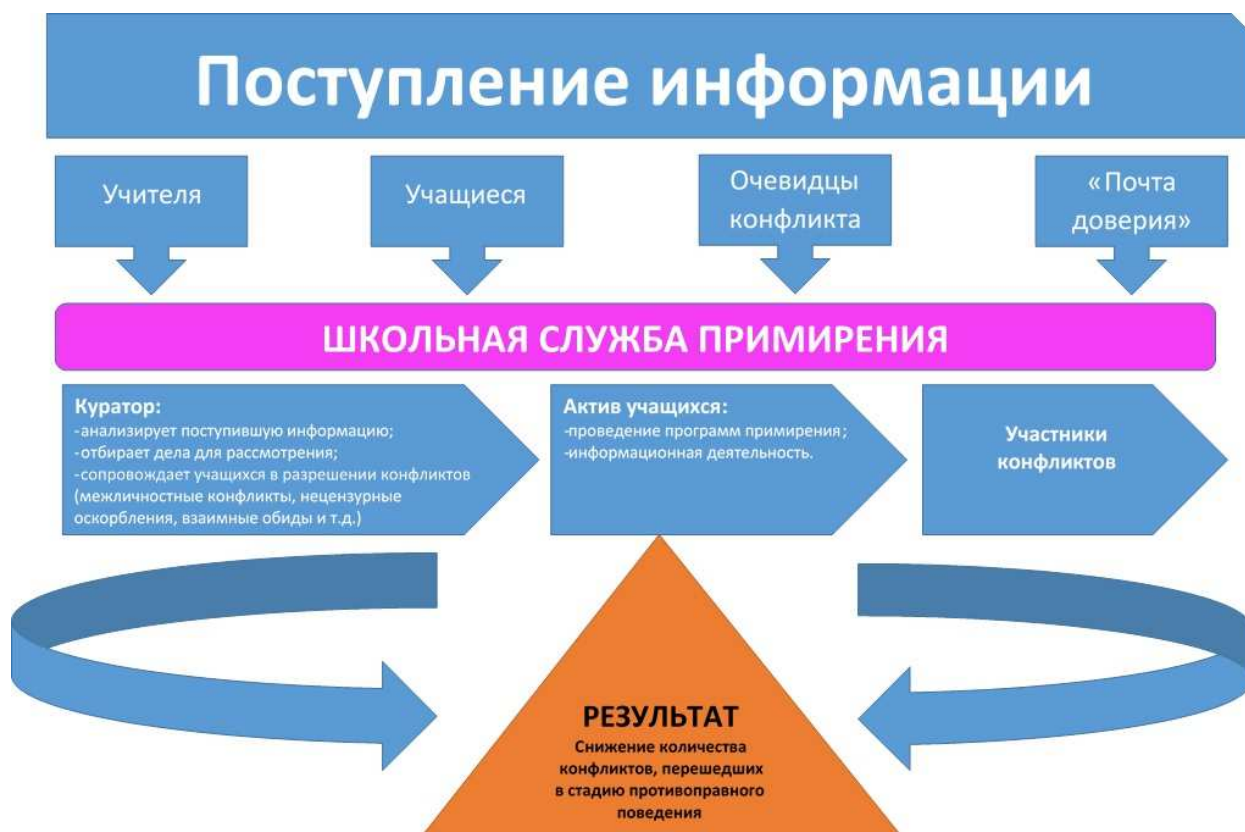 Поступление информации
Учителя
Учащиеся
Очевидцы
конфликта
«Почта
доверия»
ШКОЛЬНАЯ СЛУЖБА ПРИМИРЕНИЯ
Куратор:
-анализирует поступившую информацию;
-отбирает дела для рассмотрения;
-сопровождает учащихся в разрешении конфликтов
(межличностные конфликты, нецензурные
оскорбления, взаимные обиды и т.д.)
Актив учащихся:
-проведение программ примирения;
-информационная деятельность.
Участники
конфликтов
РЕЗУЛЬТАТ
Снижение количества
конфликтов, перешедших
в стадию противоправного
поведения